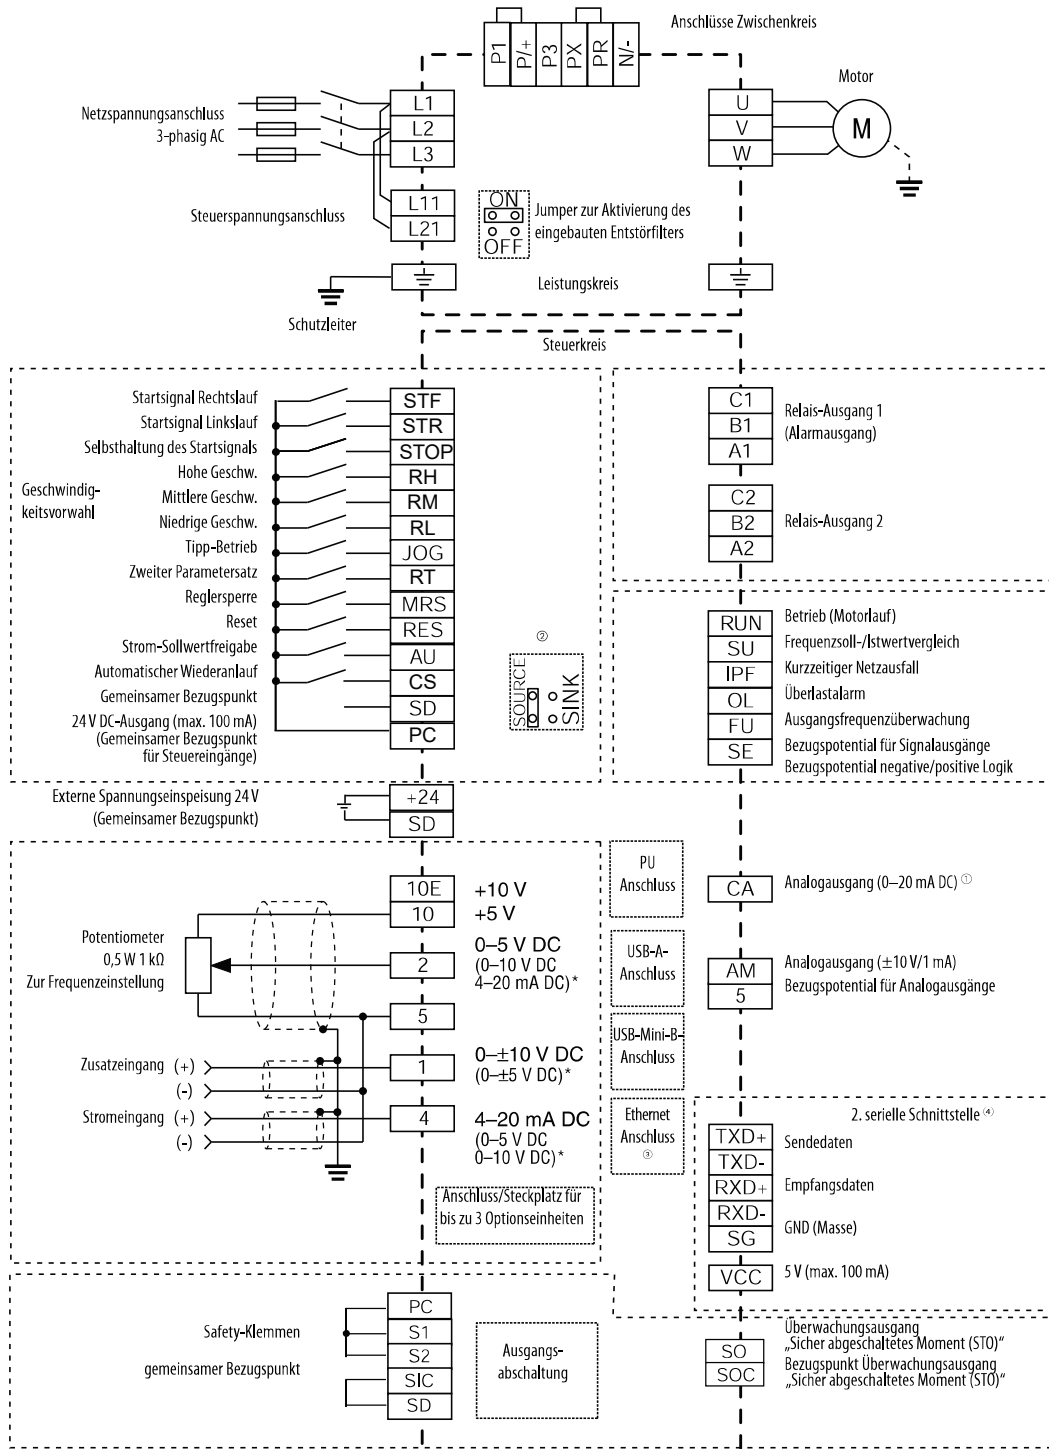 Anschlüsse Zwischenkreis
P1
P/+
P3
PX
PR
N/-
Netzspannungsanschluss
3-phasig AC
L1
L2
L3
U
V
W
Motor
M
Steuerspannungsanschluss
L11
L21
ON
OFF
Jumper zur Aktivierung des
eingebauten Entstörfilters
Leistungskreis
Schutzleiter
Steuerkreis
Geschwindig-
keitsvorwahl
Startsignal Rechtslauf
STF
Startsignal Linkslauf
STR
Selbsthaltung des Startsignals
STOP
Hohe Geschw.
RH
Mittlere Geschw.
RM
Niedrige Geschw.
RL
Tipp-Betrieb
JOG
Zweiter Parametersatz
RT
Reglersperre
MRS
Reset
RES
Strom-Sollwertfreigabe
AU
Automatischer Wiederanlauf
CS
Gemeinsamer Bezugspunkt
SD
24 V DC-Ausgang (max. 100 mA)
(Gemeinsamer Bezugspunkt
für Steuereingänge)
PC
②
SOURCE
SINK
C1
B1
A1
Relais-Ausgang 1
(Alarmausgang)
C2
B2
A2
Relais-Ausgang 2
RUN
Betrieb (Motorlauf)
SU
Frequenzsoll-/Istwertvergleich
IPF
Kurzzeitiger Netzausfall
OL
Überlastalarm
FU
Ausgangsfrequenzüberwachung
SE
Bezugspotential für Signalausgänge
Bezugspotential negative/positive Logik
Externe Spannungseinspeisung 24 V
(Gemeinsamer Bezugspunkt)
+24
SD
Potentiometer
0,5 W 1 kΩ
Zur Frequenzeinstellung
10E
+10 V
10
+5 V
2
0–5 V DC
(0–10 V DC
4–20 mA DC)*
5
Zusatzeingang (+)
(-)
1
0–±10 V DC
(0–±5 V DC)*
Stromeingang (+)
(-)
4
4–20 mA DC
(0–5 V DC
0–10 V DC)*
Anschluss/Steckplatz für
bis zu 3 Optionseinheiten
PU
Anschluss
USB-A-
Anschluss
USB-Mini-B-
Anschluss
Ethernet
Anschluss
③
CA
Analogausgang (0–20 mA DC) ①
AM
5
Analogausgang (±10 V/1 mA)
Bezugspotential für Analogausgänge
2. serielle Schnittstelle ④
TXD+
TXD-
RXD+
RXD-
SG
VCC
Sendedaten
Empfangsdaten
GND (Masse)
5 V (max. 100 mA)
Safety-Klemmen
gemeinsamer Bezugspunkt
PC
S1
S2
SIC
SD
Ausgangs-
abschaltung
SO
SOC
Überwachungsausgang
„Sicher abgeschaltetes Moment (STO)“
Bezugspunkt Überwachungsausgang
„Sicher abgeschaltetes Moment (STO)“